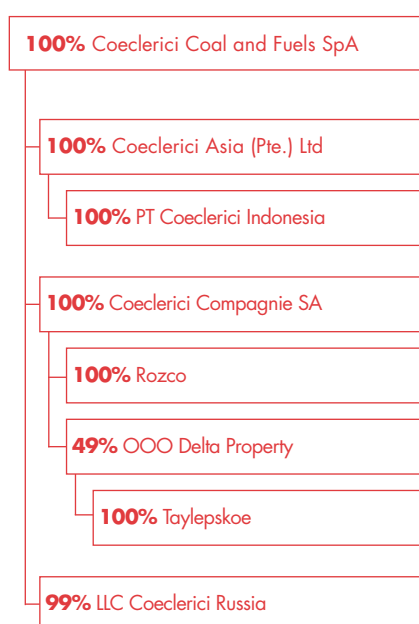 100% Coeclerici Coal and Fuels SpA
100% Coeclerici Asia (Pte.) Ltd
100% PT Coeclerici Indonesia
100% Coeclerici Compagnie SA
100% Rozco
49% OOO Delta Property
100% Taylepskoe
99% LLC Coeclerici Russia